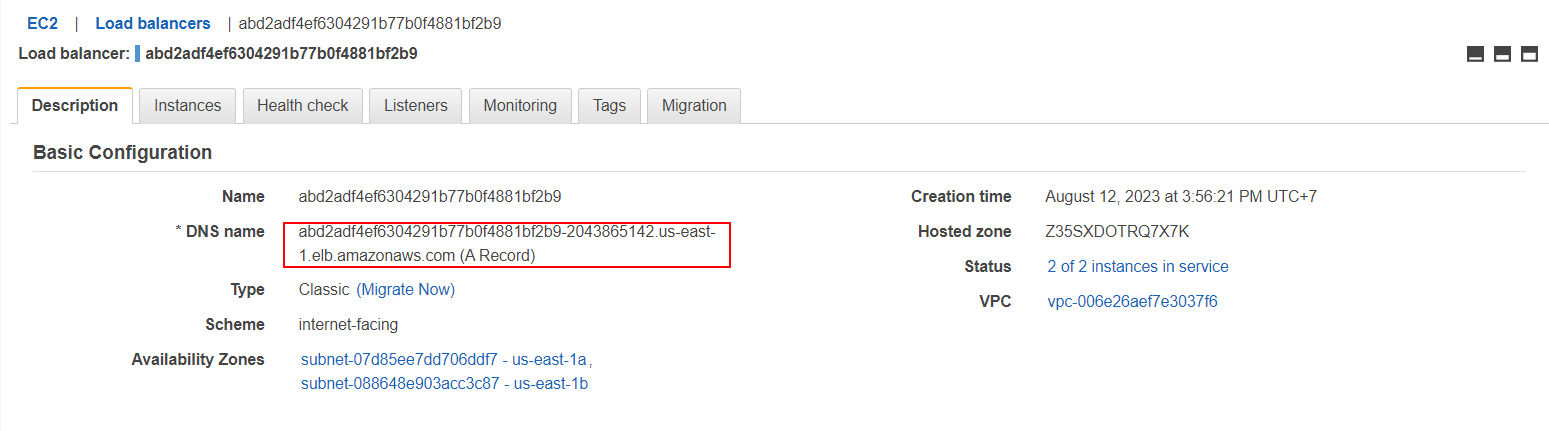 EC2 | Load balancers | abd2adf4ef6304291b77b0f4881bf2b9
Load balancer: abd2adf4ef6304291b77b0f4881bf2b9
Description Instances Health check Listeners Monitoring Tags Migration
Basic Configuration
Name abd2adf4ef6304291b77b0f4881bf2b9 Creation time August 12, 2023 at 3:56:21 PM UTC+7
* DNS name abd2adf4ef6304291b77b0f4881bf2b9-2043865142.us-east- Hosted zone Z35SXDOTRQ7X7K
1.elb.amazonaws.com (A Record)
Status 2 of 2 instances in service
Type Classic (Migrate Now)
VPC vpc-006e26aef7e3037f6
Scheme internet-facing
Availability Zones subnet-07d85ee7dd706ddf7 - us-east-1a,
subnet-088648e903acc3c87 - us-east-1b